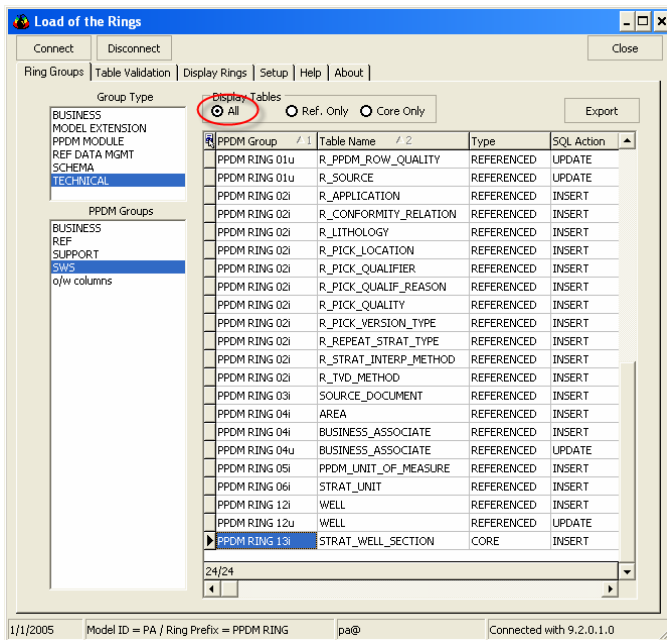 Load of the Rings
Connect Disconnect Close
Ring Groups Table Validation Display Rings Setup Help About
Group Type
BUSINESS
MODEL EXTENSION
PPDM MODULE
REF DATA MGMT
SCHEMA
TECHNICAL
PPDM Groups
BUSINESS
REF
SUPPORT
SWS
o/w columns
Display Tables
All Ref. Only Core Only Export
PPDM Group / 1 Table Name / 2 Type SQL Action
PPDM RING 01u R_PPDM_ROW_QUALITY REFERENCED UPDATE
PPDM RING 01u R_SOURCE REFERENCED UPDATE
PPDM RING 02i R_APPLICATION REFERENCED INSERT
PPDM RING 02i R_CONFORMITY_RELATION REFERENCED INSERT
PPDM RING 02i R_LITHOLOGY REFERENCED INSERT
PPDM RING 02i R_PICK_LOCATION REFERENCED INSERT
PPDM RING 02i R_PICK_QUALIFIER REFERENCED INSERT
PPDM RING 02i R_PICK_QUALIF_REASON REFERENCED INSERT
PPDM RING 02i R_PICK_QUALITY REFERENCED INSERT
PPDM RING 02i R_PICK_VERSION_TYPE REFERENCED INSERT
PPDM RING 02i R_REPEAT_STRAT_TYPE REFERENCED INSERT
PPDM RING 02i R_STRAT_INTERP_METHOD REFERENCED INSERT
PPDM RING 02i R_TVD_METHOD REFERENCED INSERT
PPDM RING 03i SOURCE_DOCUMENT REFERENCED INSERT
PPDM RING 04i AREA REFERENCED INSERT
PPDM RING 04i BUSINESS_ASSOCIATE REFERENCED INSERT
PPDM RING 04u BUSINESS_ASSOCIATE REFERENCED UPDATE
PPDM RING 05i PPDM_UNIT_OF_MEASURE REFERENCED INSERT
PPDM RING 06i STRAT_UNIT REFERENCED INSERT
PPDM RING 12i WELL REFERENCED INSERT
PPDM RING 12u WELL REFERENCED UPDATE
PPDM RING 13i STRAT_WELL_SECTION CORE INSERT
24/24
1/1/2005 Model ID = PA / Ring Prefix = PPDM RING pa@ Connected with 9.2.0.1.0